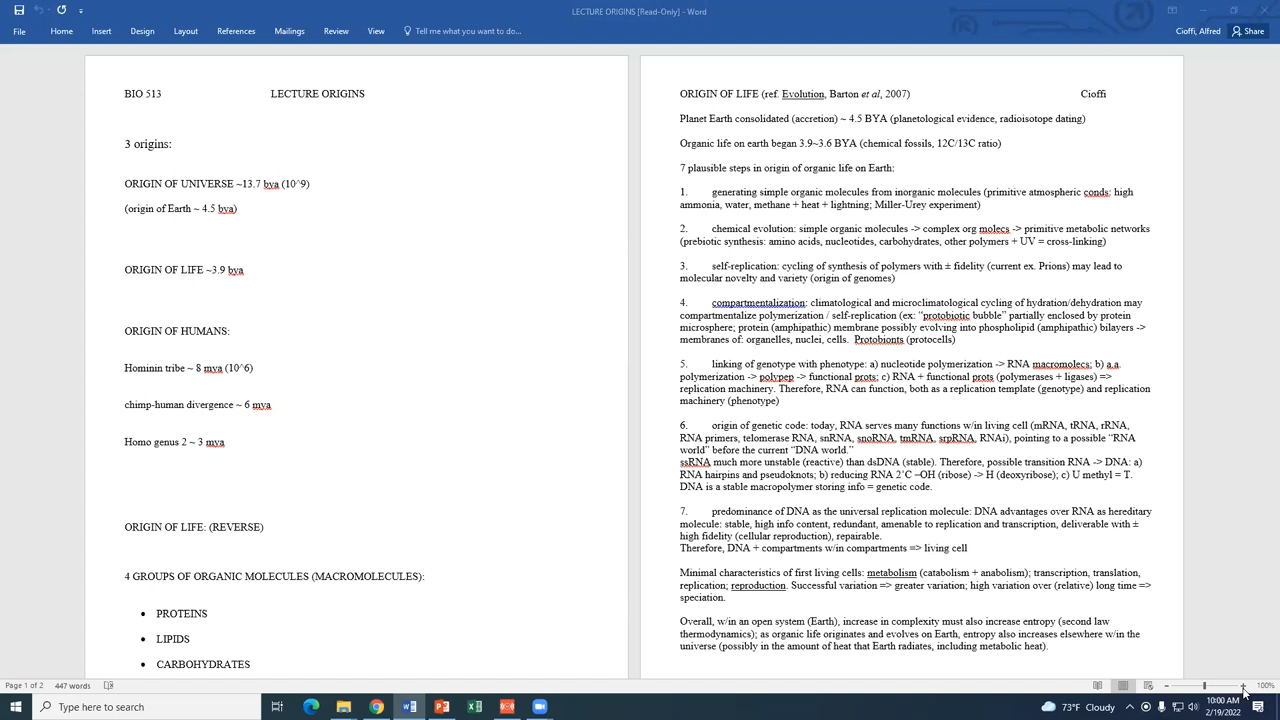 LECTURE ORIGINS [Read-Only] - Word
File Home Insert Design Layout References Mailings Review View Tell me what you want to do... Cioffi, Alfred Share
BIO 513 LECTURE ORIGINS
3 origins:
ORIGIN OF UNIVERSE ~13.7 bya (10^9)
(origin of Earth ~ 4.5 bya)
ORIGIN OF LIFE ~3.9 bya
ORIGIN OF HUMANS:
Hominin tribe ~ 8 mya (10^6)
chimp-human divergence ~ 6 mya
Homo genus 2 ~ 3 mya
ORIGIN OF LIFE: (REVERSE)
4 GROUPS OF ORGANIC MOLECULES (MACROMOLECULES):
• PROTEINS
• LIPIDS
• CARBOHYDRATES
ORIGIN OF LIFE (ref. Evolution, Barton et al, 2007) Cioffi
Planet Earth consolidated (accretion) ~ 4.5 BYA (planetological evidence, radioisotope dating)
Organic life on earth began 3.9~3.6 BYA (chemical fossils, 12C/13C ratio)
7 plausible steps in origin of organic life on Earth:
1. generating simple organic molecules from inorganic molecules (primitive atmospheric conds: high
ammonia, water, methane + heat + lightning; Miller-Urey experiment)
2. chemical evolution: simple organic molecules -> complex org molecs -> primitive metabolic networks
(prebiotic synthesis: amino acids, nucleotides, carbohydrates, other polymers + UV = cross-linking)
3. self-replication: cycling of synthesis of polymers with ± fidelity (current ex. Prions) may lead to
molecular novelty and variety (origin of genomes)
4. compartmentalization: climatological and microclimatological cycling of hydration/dehydration may
compartmentalize polymerization / self-replication (ex: “protobiotic bubble” partially enclosed by protein
microsphere; protein (amphipathic) membrane possibly evolving into phospholipid (amphipathic) bilayers ->
membranes of: organelles, nuclei, cells. Protobionts (protocells)
5. linking of genotype with phenotype: a) nucleotide polymerization -> RNA macromolecs; b) a.a.
polymerization -> polypep -> functional prots; c) RNA + functional prots (polymerases + ligases) =>
replication machinery. Therefore, RNA can function, both as a replication template (genotype) and replication
machinery (phenotype)
6. origin of genetic code: today, RNA serves many functions w/in living cell (mRNA, tRNA, rRNA,
RNA primers, telomerase RNA, snRNA, snoRNA, tmRNA, srpRNA, RNAi), pointing to a possible “RNA
world” before the current “DNA world.”
ssRNA much more unstable (reactive) than dsDNA (stable). Therefore, possible transition RNA -> DNA: a)
RNA hairpins and pseudoknots; b) reducing RNA 2’C –OH (ribose) -> H (deoxyribose); c) U methyl = T.
DNA is a stable macropolymer storing info = genetic code.
7. predominance of DNA as the universal replication molecule: DNA advantages over RNA as hereditary
molecule: stable, high info content, redundant, amenable to replication and transcription, deliverable with ±
high fidelity (cellular reproduction), repairable.
Therefore, DNA + compartments w/in compartments => living cell
Minimal characteristics of first living cells: metabolism (catabolism + anabolism); transcription, translation,
replication; reproduction. Successful variation => greater variation; high variation over (relative) long time =>
speciation.
Overall, w/in an open system (Earth), increase in complexity must also increase entropy (second law
thermodynamics); as organic life originates and evolves on Earth, entropy also increases elsewhere w/in the
universe (possibly in the amount of heat that Earth radiates, including metabolic heat).
Page 1 of 2 447 words 100%
Type here to search 73°F Cloudy 10:00 AM
2/19/2022